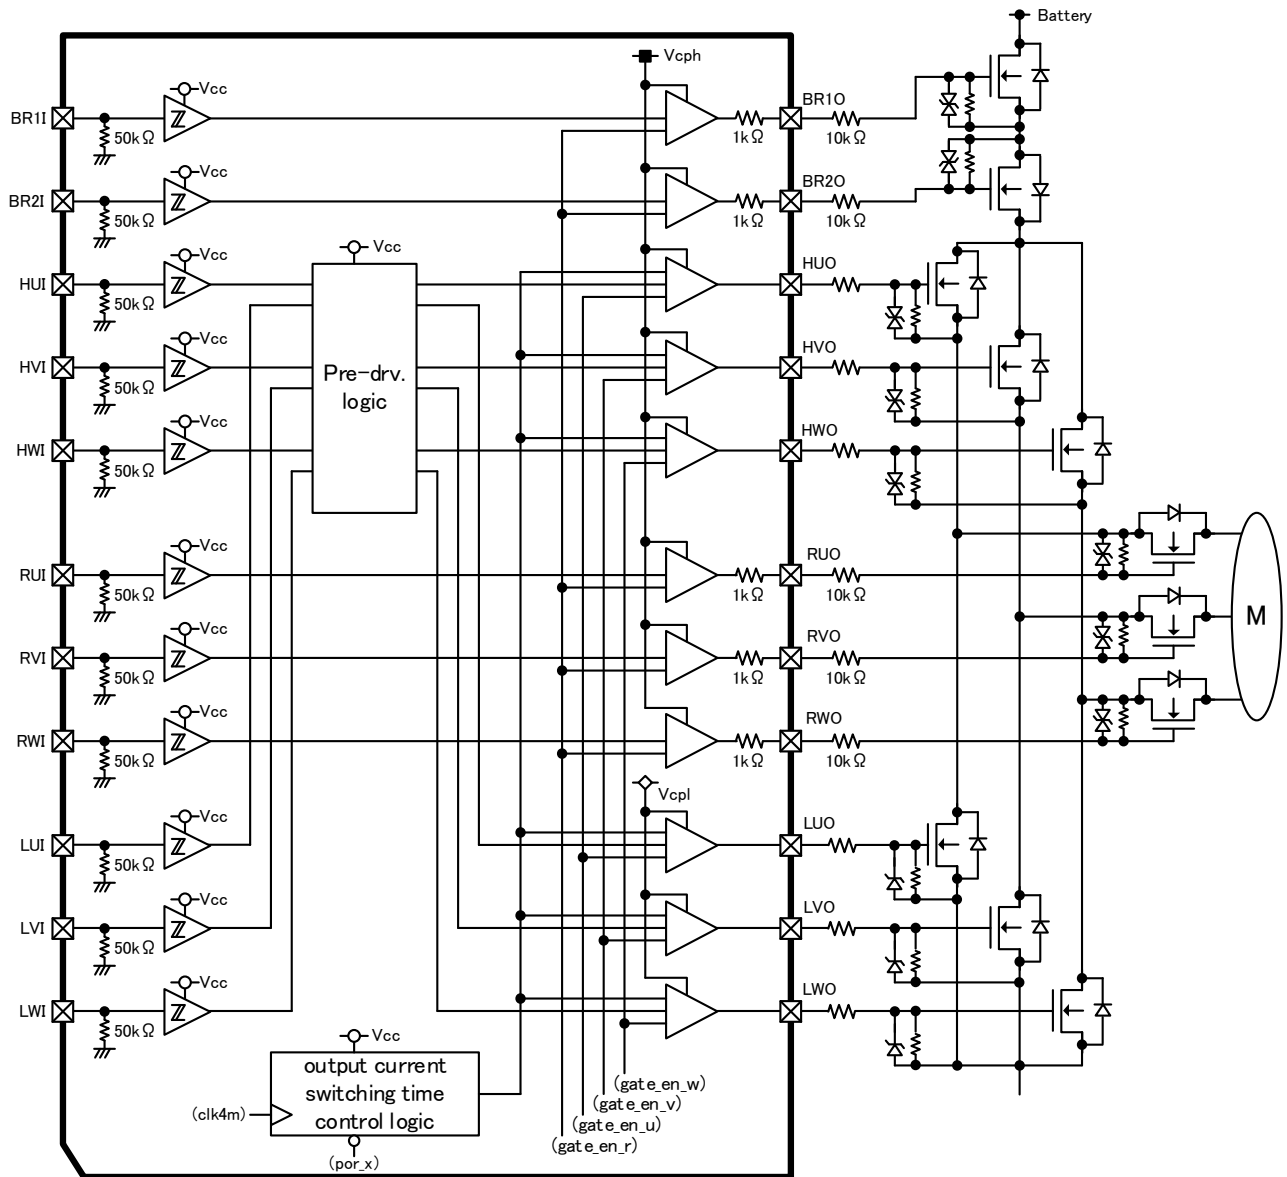 Battery
Vcph
BR1I
50kΩ
Vcc
1kΩ
BR1O
10kΩ
BR2I
50kΩ
Vcc
1kΩ
BR2O
10kΩ
HUI
50kΩ
Vcc
Vcc
HUO
HVI
50kΩ
Vcc
Pre-drv.
logic
HVO
HWI
50kΩ
Vcc
HWO
RUI
50kΩ
Vcc
1kΩ
RUO
10kΩ
M
RVI
50kΩ
Vcc
1kΩ
RVO
10kΩ
RWI
50kΩ
Vcc
1kΩ
RWO
10kΩ
Vcpl
LUI
50kΩ
Vcc
LUO
LVI
50kΩ
Vcc
LVO
LWI
50kΩ
Vcc
LWO
Vcc
output current
switching time
control logic
(clk4m)
(por_x)
(gate_en_w)
(gate_en_v)
(gate_en_u)
(gate_en_r)